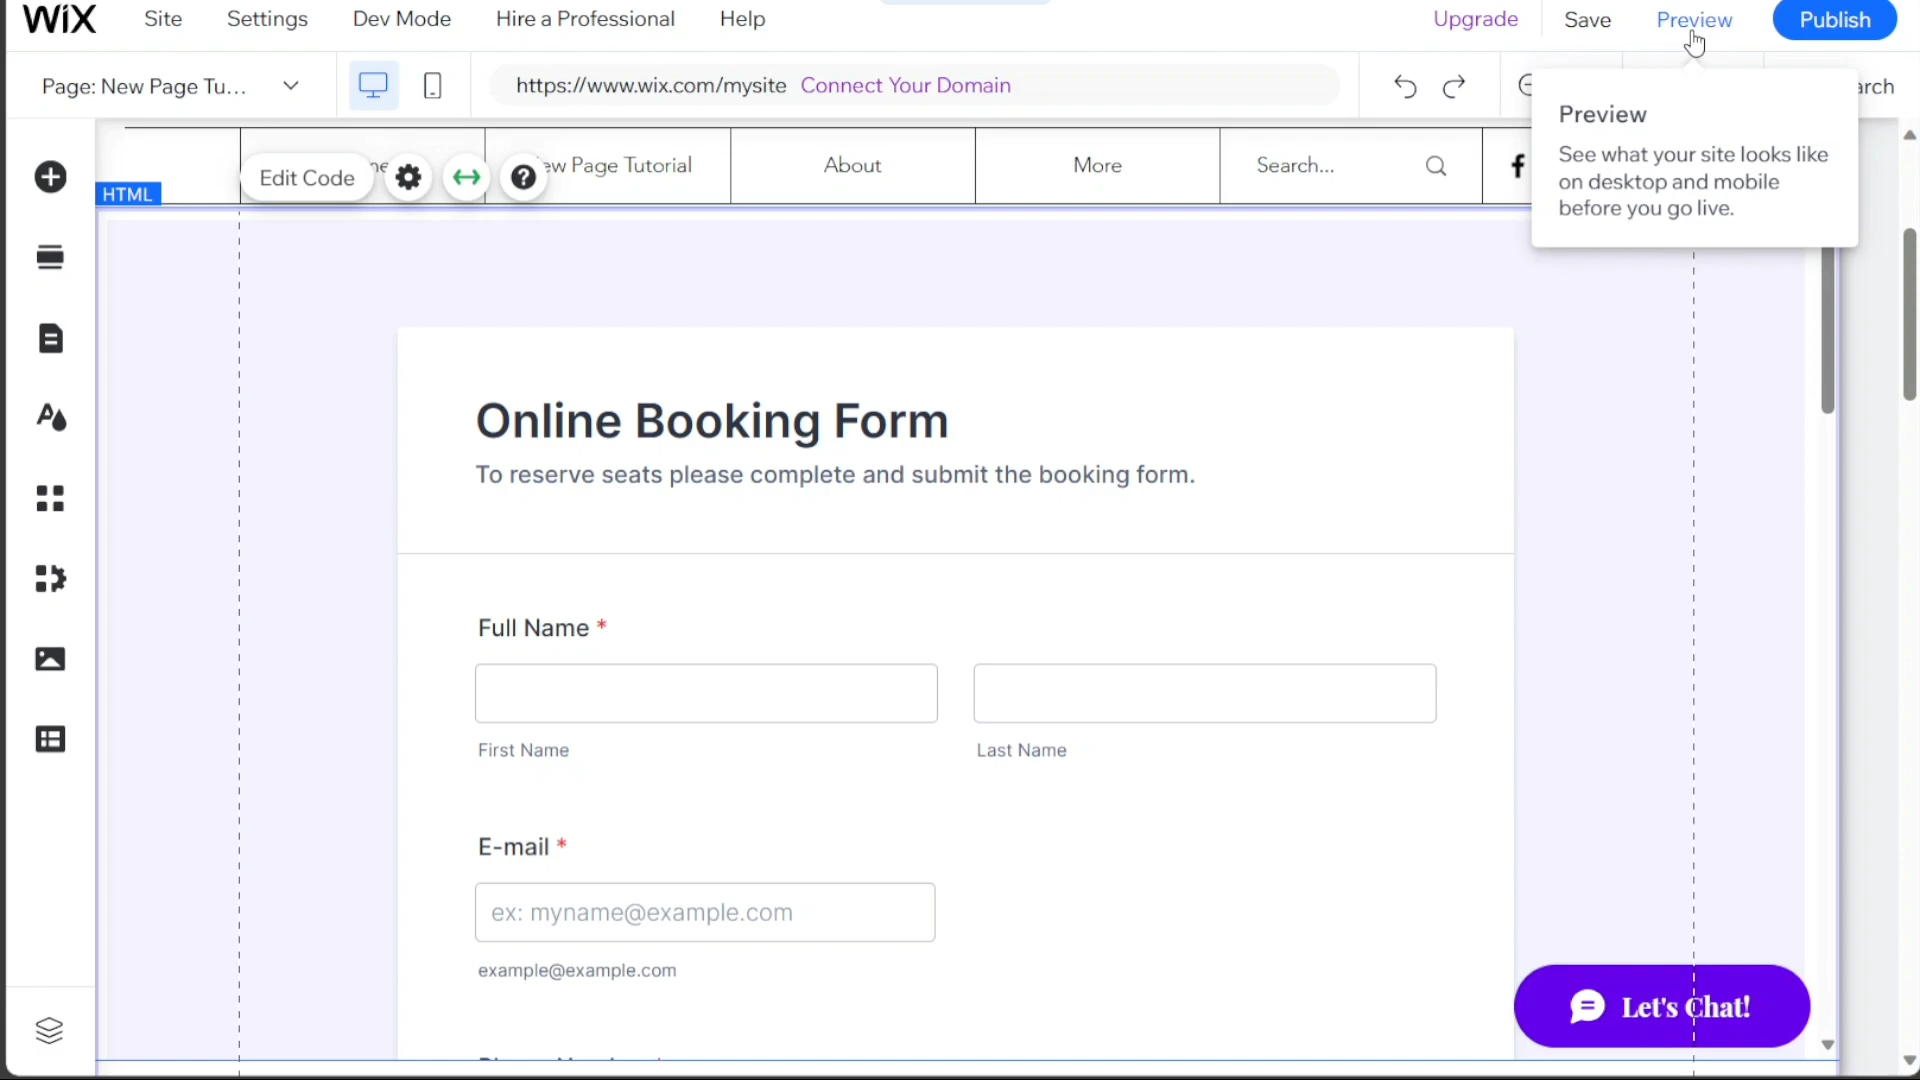 WiX Site Settings Dev Mode Hire a Professional Help Upgrade Save Preview Publish
Page: New Page Tu... https://www.wix.com/mysite Connect Your Domain
Preview
See what your site looks like
on desktop and mobile
before you go live.
Edit Code Page Tutorial About More Search...
HTML
Online Booking Form
To reserve seats please complete and submit the booking form.
Full Name *
First Name Last Name
E-mail *
ex: myname@example.com
example@example.com
Let's Chat!